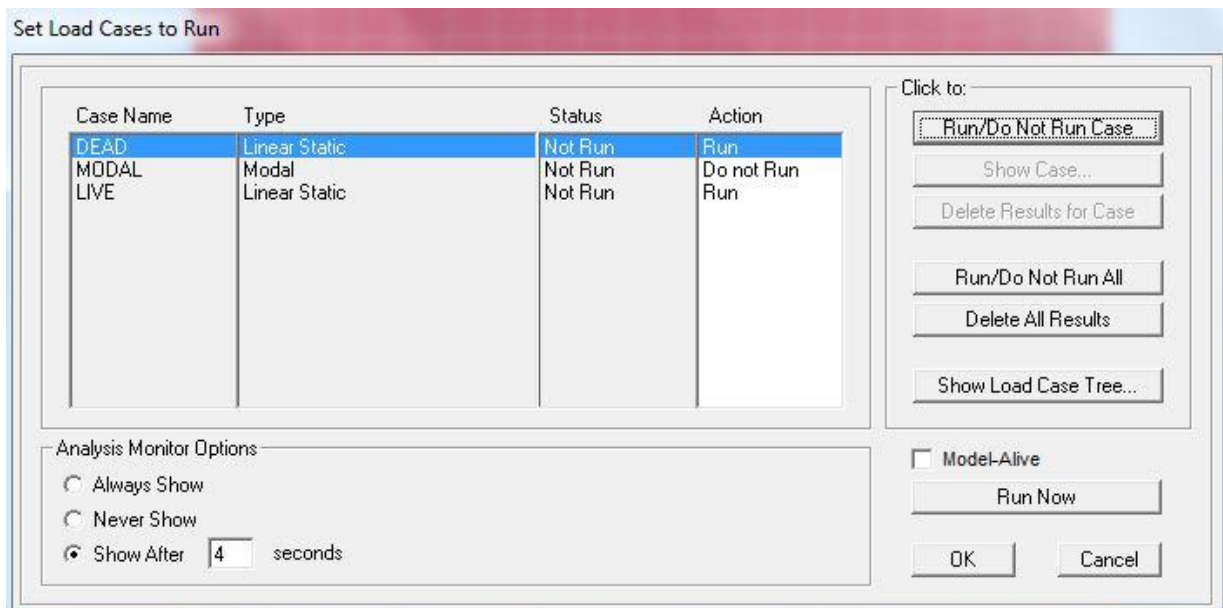 Set Load Cases to Run
Case Name Type Status Action
DEAD Linear Static Not Run Run
MODAL Modal Not Run Do not Run
LIVE Linear Static Not Run Run
Click to:
Run/Do Not Run Case
Show Case...
Delete Results for Case
Run/Do Not Run All
Delete All Results
Show Load Case Tree...
Analysis Monitor Options
Always Show
Never Show
Show After 4 seconds
Model-Alive
Run Now
OK Cancel